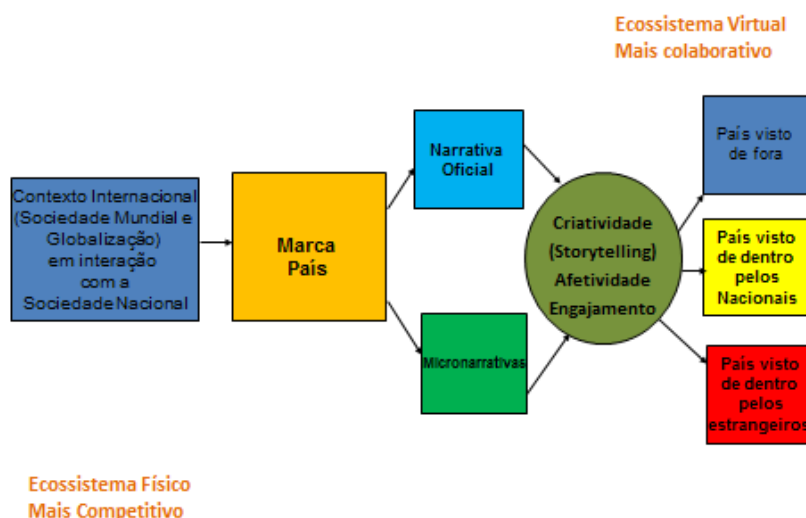 Ecossistema Virtual
Mais colaborativo
Contexto Internacional
(Sociedade Mundial e
Globalização)
em interação
com a
Sociedade Nacional
Marca
País
Narrativa
Oficial
Micronarrativas
Criatividade
(Storytelling)
Afetividade
Engajamento
País visto
de fora
País visto
de dentro
pelos
Nacionais
País visto
de dentro
pelos
estrangeiros
Ecossistema Físico
Mais Competitivo